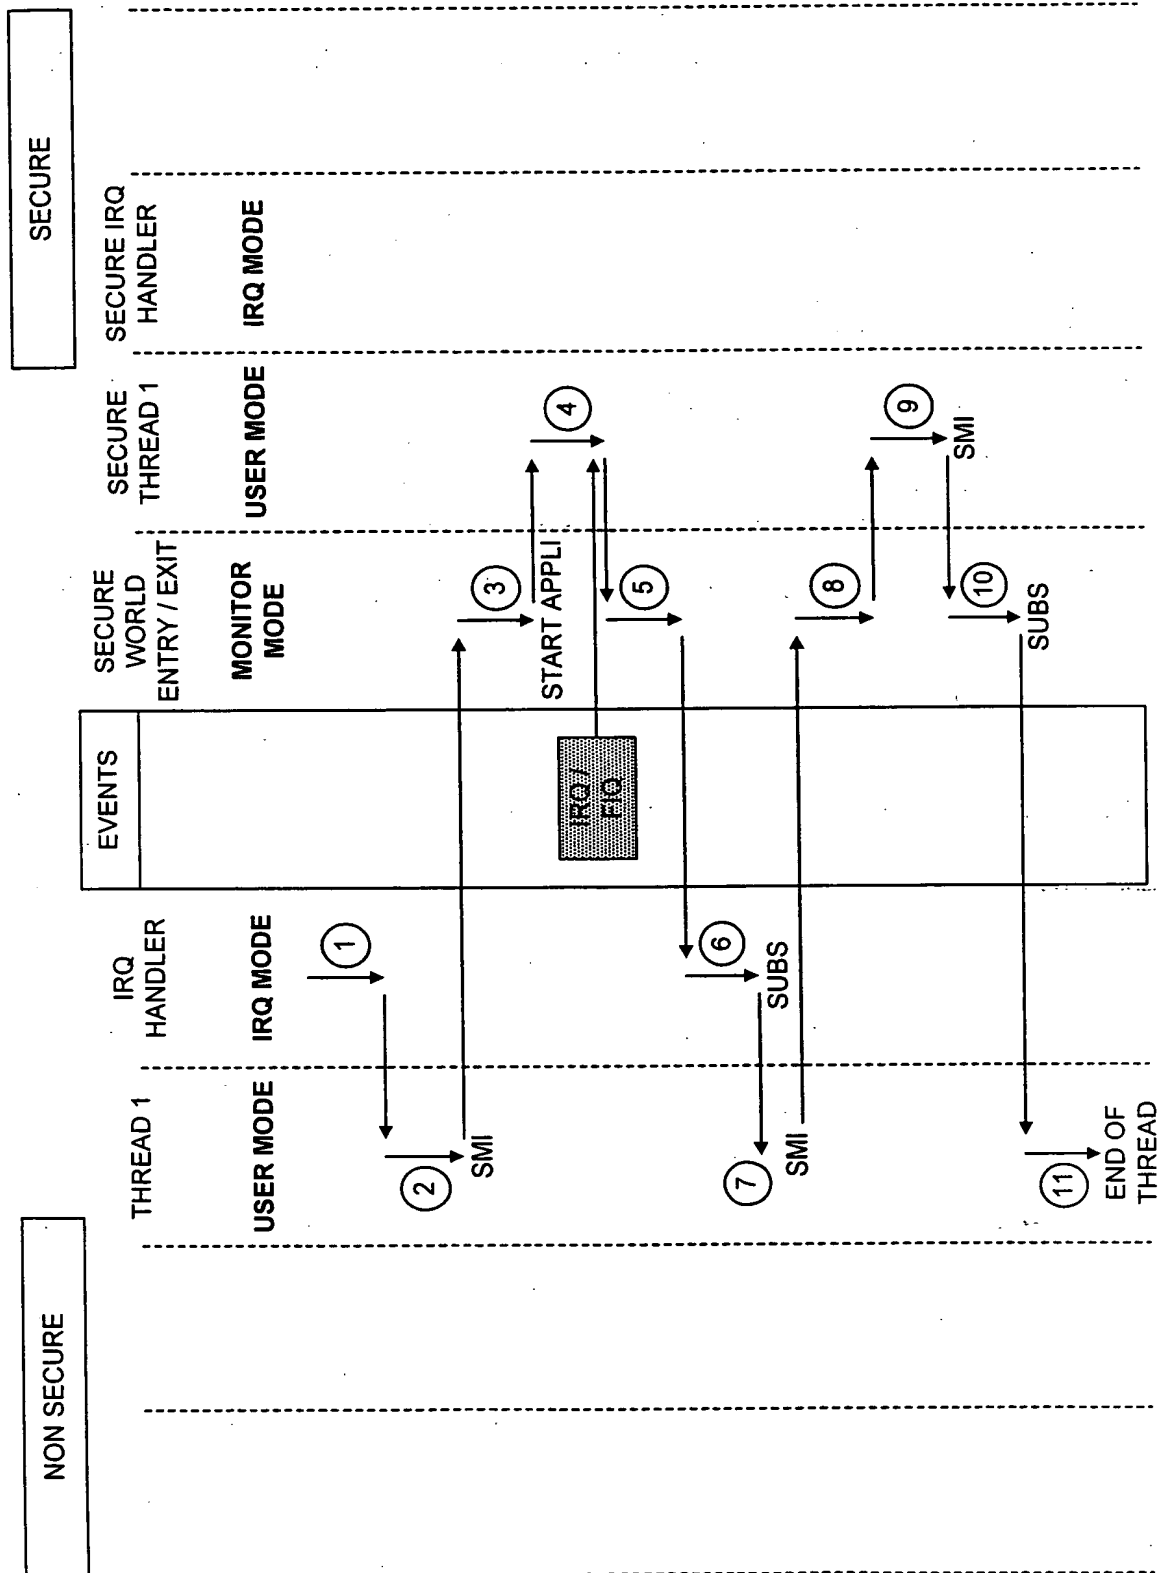 NON SECURE
SECURE
THREAD 1
USER MODE
IRQ
HANDLER
IRQ MODE
EVENTS
SECURE
WORLD
ENTRY / EXIT
MONITOR
MODE
SECURE
THREAD 1
USER MODE
SECURE IRQ
HANDLER
IRQ MODE
1
2
SMI
3
START APPLI
4
IRQ /
FIQ
5
6
SUBS
7
SMI
8
9
SMI
10
SUBS
11
END OF
THREAD